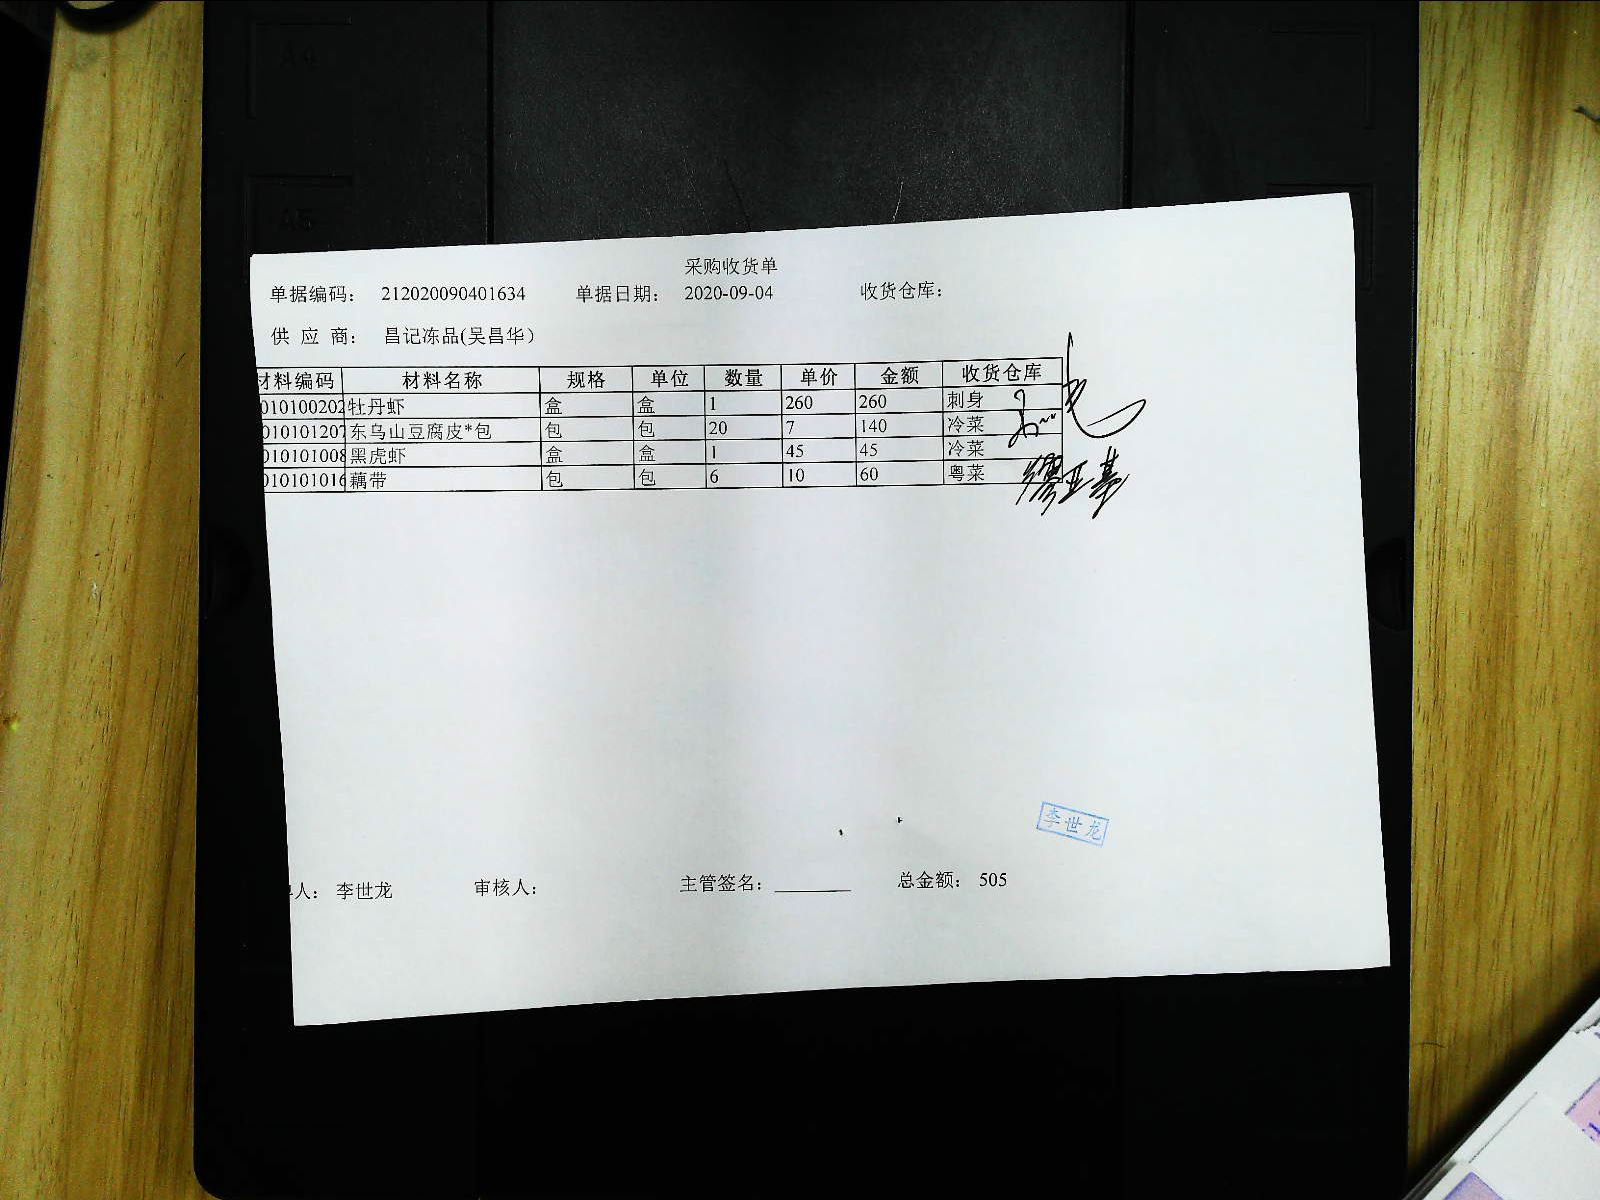 采购收货单
单据编码: 212020090401634 单据日期: 2020-09-04 收货仓库:
供应商: 昌记冻品(吴昌华)
材料编码 材料名称 规格 单位 数量 单价 金额 收货仓库
010100202 牡丹虾 盒 盒 1 260 260 刺身
010101207 东乌山豆腐皮*包 包 包 20 7 140 冷菜
010101008 黑虎虾 盒 盒 1 45 45 冷菜
010101016 藕带 包 包 6 10 60 粤菜
缪亚基
李世龙
人: 李世龙 审核人: 主管签名: 总金额: 505